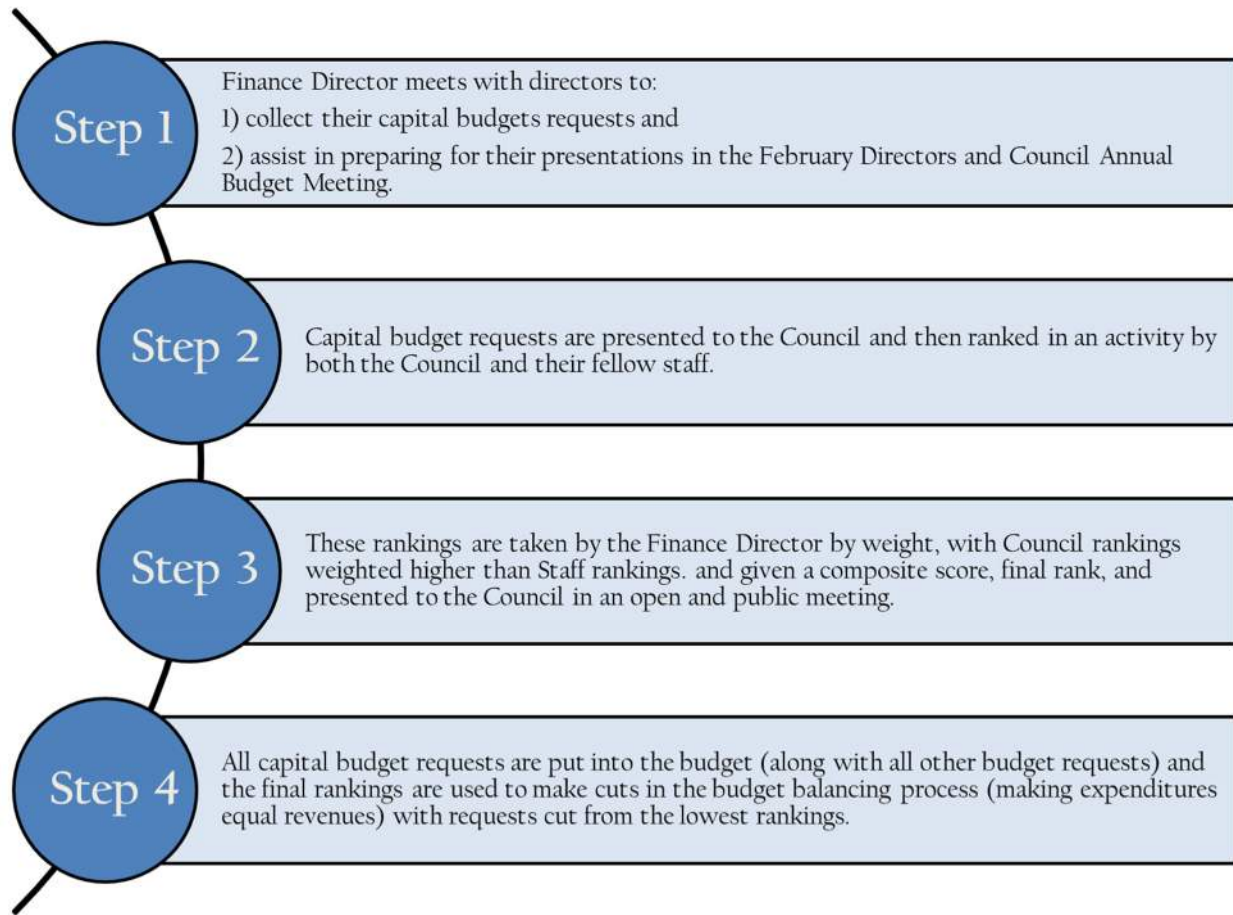 Step 1
Finance Director meets with directors to:
1) collect their capital budgets requests and
2) assist in preparing for their presentations in the February Directors and Council Annual
Budget Meeting.
Step 2
Capital budget requests are presented to the Council and then ranked in an activity by
both the Council and their fellow staff.
Step 3
These rankings are taken by the Finance Director by weight, with Council rankings
weighted higher than Staff rankings. and given a composite score, final rank, and
presented to the Council in an open and public meeting.
Step 4
All capital budget requests are put into the budget (along with all other budget requests) and
the final rankings are used to make cuts in the budget balancing process (making expenditures
equal revenues) with requests cut from the lowest rankings.